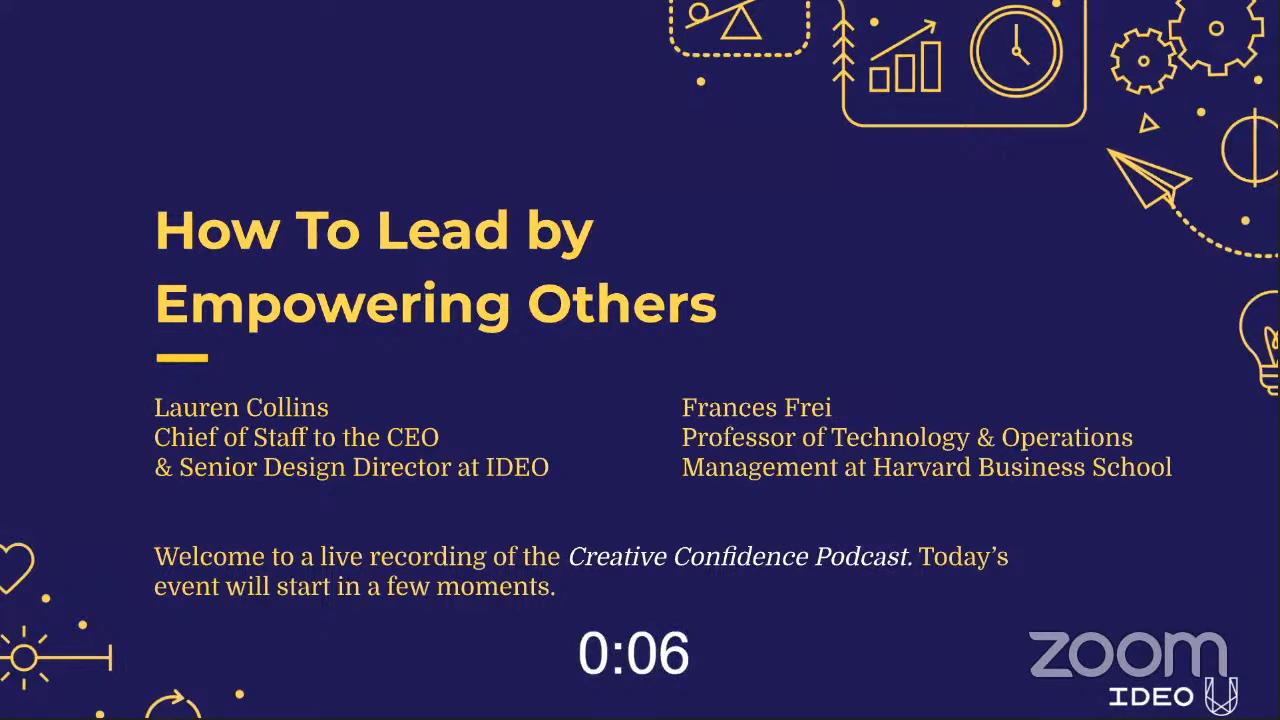 How To Lead by
Empowering Others
Lauren Collins
Chief of Staff to the CEO
& Senior Design Director at IDEO
Frances Frei
Professor of Technology & Operations
Management at Harvard Business School
Welcome to a live recording of the Creative Confidence Podcast. Today’s
event will start in a few moments.
0:06
zoom
IDEO U